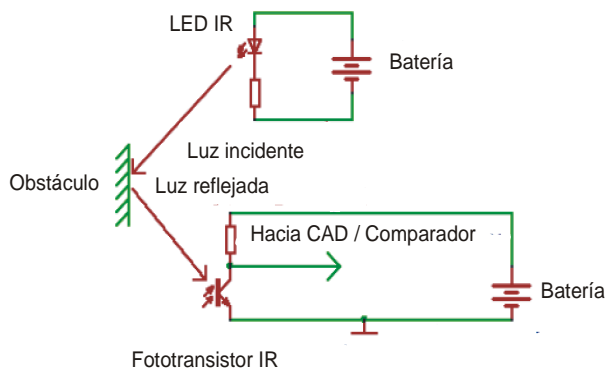 LED IR
Batería
Luz incidente
Obstáculo
Luz reflejada
Hacia CAD / Comparador
Batería
Fototransistor IR